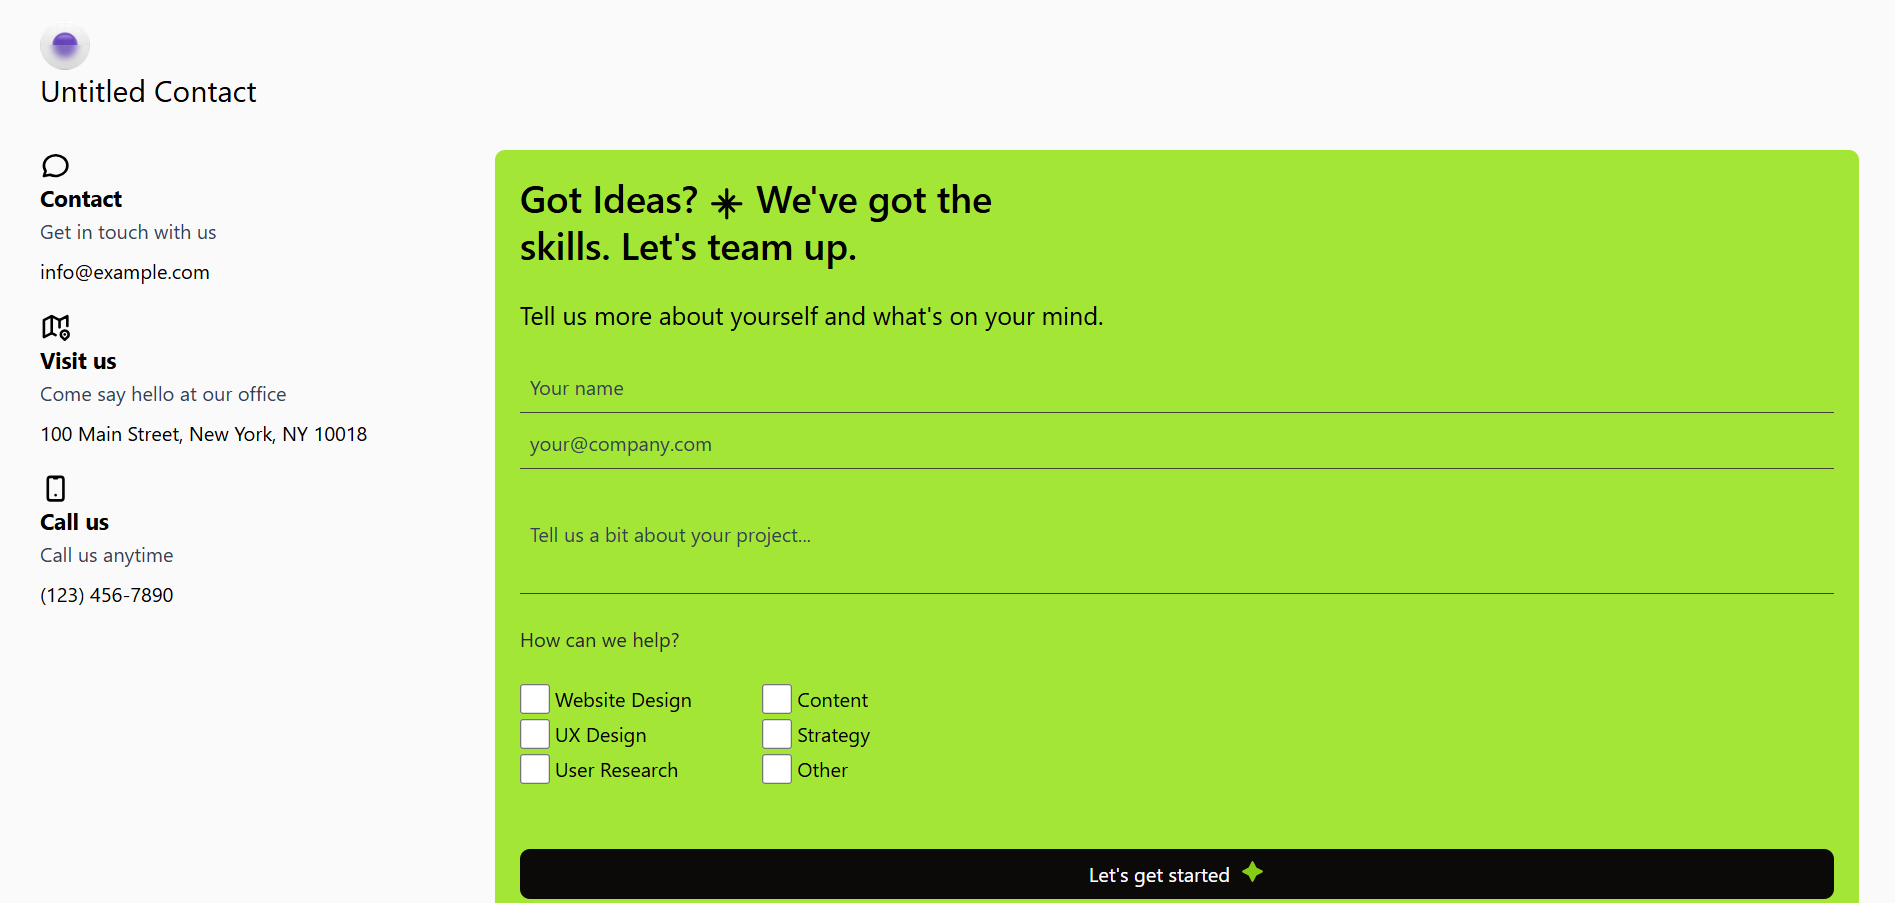 Untitled Contact
Contact
Get in touch with us
info@example.com
Visit us
Come say hello at our office
100 Main Street, New York, NY 10018
Call us
Call us anytime
(123) 456-7890
Got Ideas? We've got the
skills. Let's team up.
Tell us more about yourself and what's on your mind.
Your name
your@company.com
Tell us a bit about your project...
How can we help?
Website Design
Content
UX Design
Strategy
User Research
Other
Let's get started